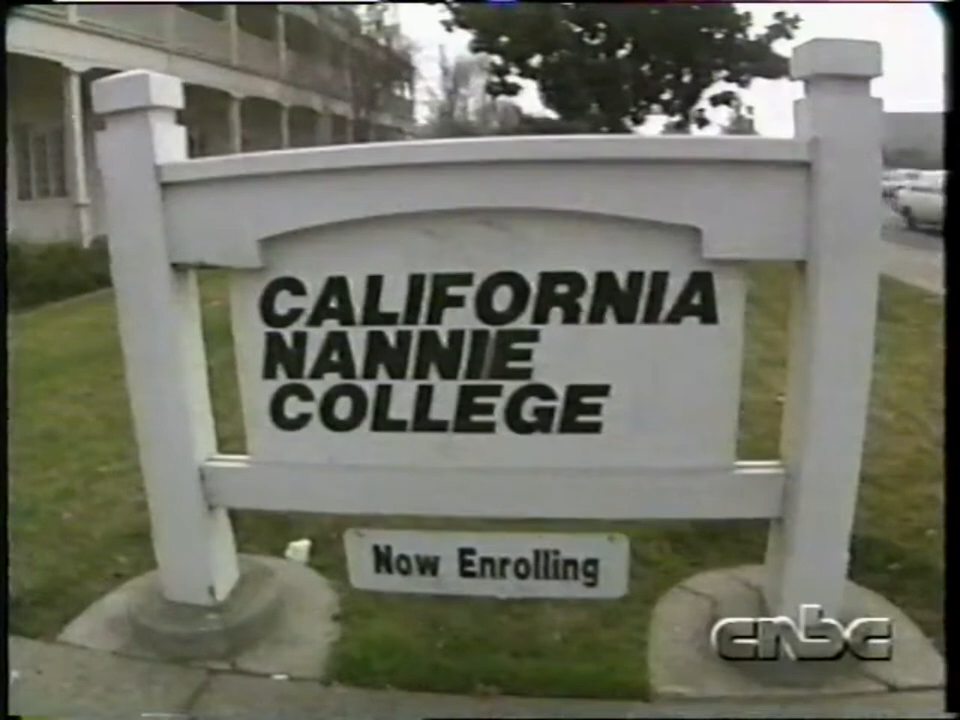 CALIFORNIA
NANNIE
COLLEGE
Now Enrolling
cnbc